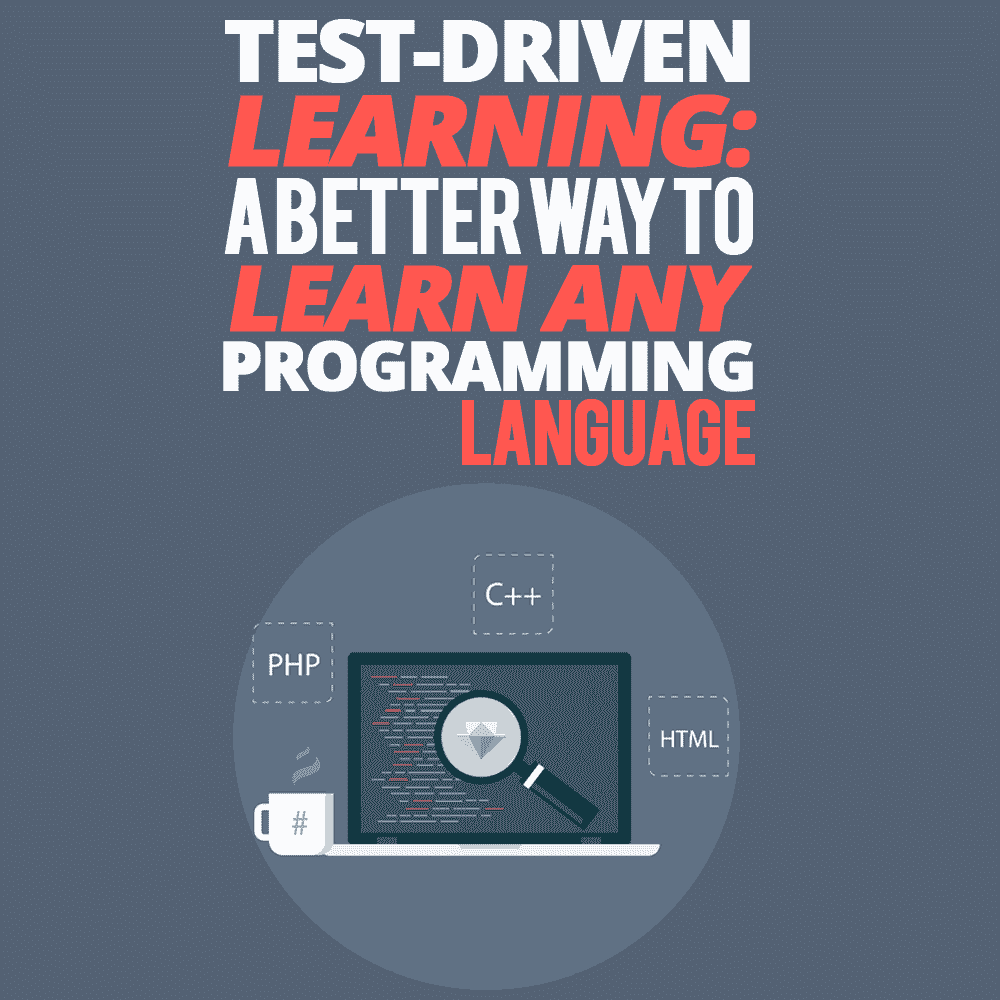 TEST-DRIVEN
LEARNING:
A BETTER WAY TO
LEARN ANY
PROGRAMMING
LANGUAGE
C++
PHP
HTML
#